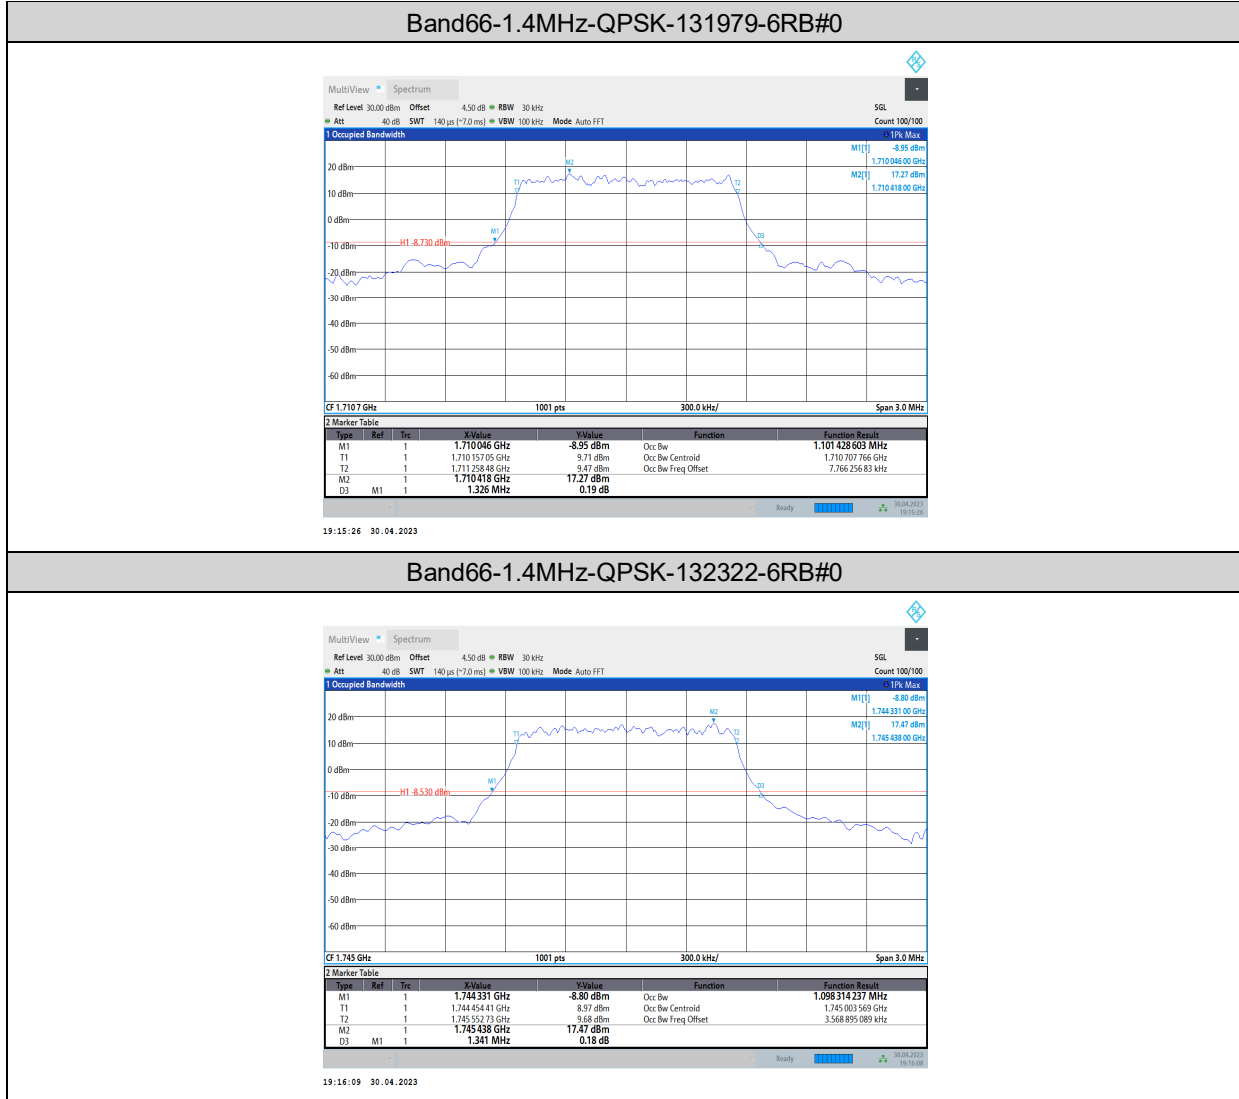 Band66-1.4MHz-QPSK-131979-6RB#0
MultiView Spectrum
Ref Level 30.00 dBm Offset 4.50 dB RBW 30 kHz SGL
Att 40 dB SWT 140 µs (~7.0 ms) VBW 100 kHz Mode Auto FFT Count 100/100
1 Occupied Bandwidth 1Pk Max
M1[1] -8.95 dBm
1.710 046 00 GHz
M2[1] 17.27 dBm
1.710 418 00 GHz
M2
20 dBm
T1 T2
10 dBm
0 dBm
M1 D3
H1 -8.730 dBm
-10 dBm
-20 dBm
-30 dBm
-40 dBm
-50 dBm
-60 dBm
CF 1.710 7 GHz 1001 pts 300.0 kHz/ Span 3.0 MHz
2 Marker Table
Type Ref Trc X-Value Y-Value Function Function Result
M1 1 1.710 046 GHz -8.95 dBm Occ Bw 1.101 428 603 MHz
T1 1 1.710 157 05 GHz 9.71 dBm Occ Bw Centroid 1.710 707 766 GHz
T2 1 1.711 258 48 GHz 9.47 dBm Occ Bw Freq Offset 7.766 256 83 kHz
M2 1 1.710 418 GHz 17.27 dBm
D3 M1 1 1.326 MHz 0.19 dB
Ready 30.04.2023
19:15:26
19:15:26 30.04.2023
Band66-1.4MHz-QPSK-132322-6RB#0
MultiView Spectrum
Ref Level 30.00 dBm Offset 4.50 dB RBW 30 kHz SGL
Att 40 dB SWT 140 µs (~7.0 ms) VBW 100 kHz Mode Auto FFT Count 100/100
1 Occupied Bandwidth 1Pk Max
M1[1] -8.80 dBm
1.744 331 00 GHz
M2[1] 17.47 dBm
1.745 438 00 GHz
M2
20 dBm
T1 T2
10 dBm
0 dBm
M1 D3
H1 -8.530 dBm
-10 dBm
-20 dBm
-30 dBm
-40 dBm
-50 dBm
-60 dBm
CF 1.745 GHz 1001 pts 300.0 kHz/ Span 3.0 MHz
2 Marker Table
Type Ref Trc X-Value Y-Value Function Function Result
M1 1 1.744 331 GHz -8.80 dBm Occ Bw 1.098 314 237 MHz
T1 1 1.744 454 41 GHz 8.97 dBm Occ Bw Centroid 1.745 003 569 GHz
T2 1 1.745 552 73 GHz 9.68 dBm Occ Bw Freq Offset 3.568 895 089 kHz
M2 1 1.745 438 GHz 17.47 dBm
D3 M1 1 1.341 MHz 0.18 dB
Ready 30.04.2023
19:16:09 30.04.2023